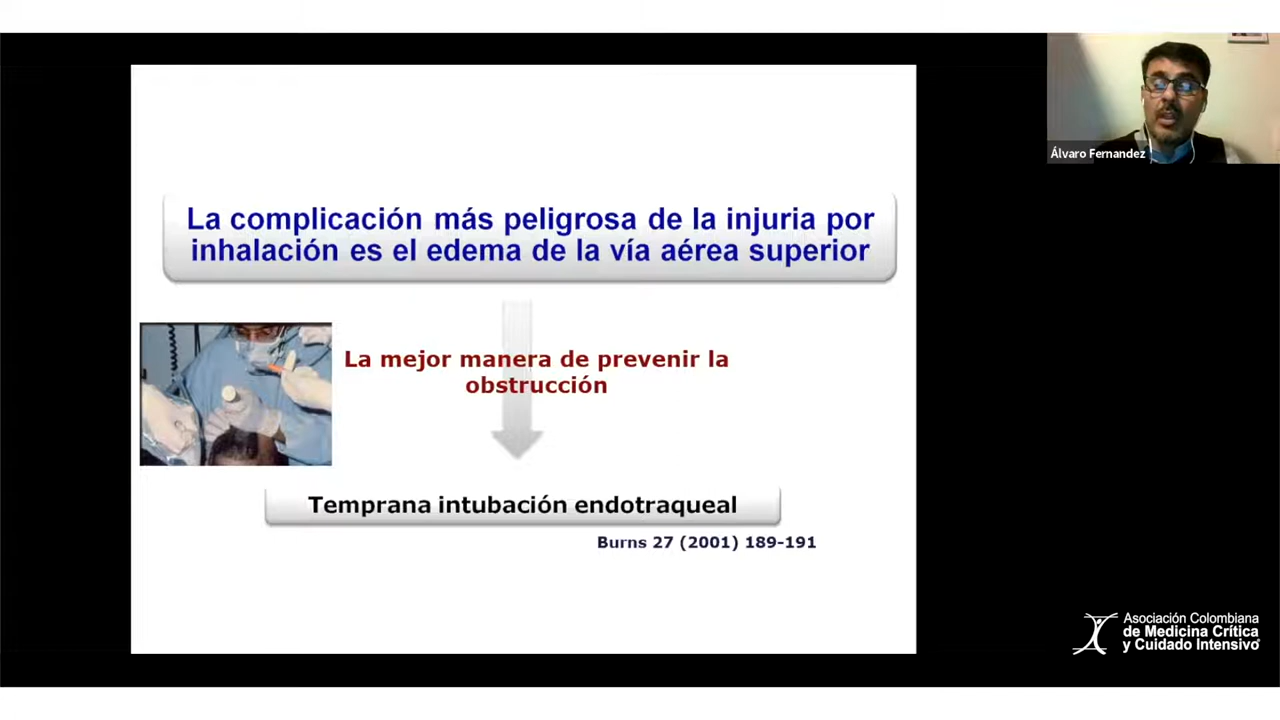 Álvaro Fernandez
La complicación más peligrosa de la injuria por
inhalación es el edema de la vía aérea superior
La mejor manera de prevenir la
obstrucción
Temprana intubación endotraqueal
Burns 27 (2001) 189-191
Asociación Colombiana
de Medicina Crítica
y Cuidado Intensivo